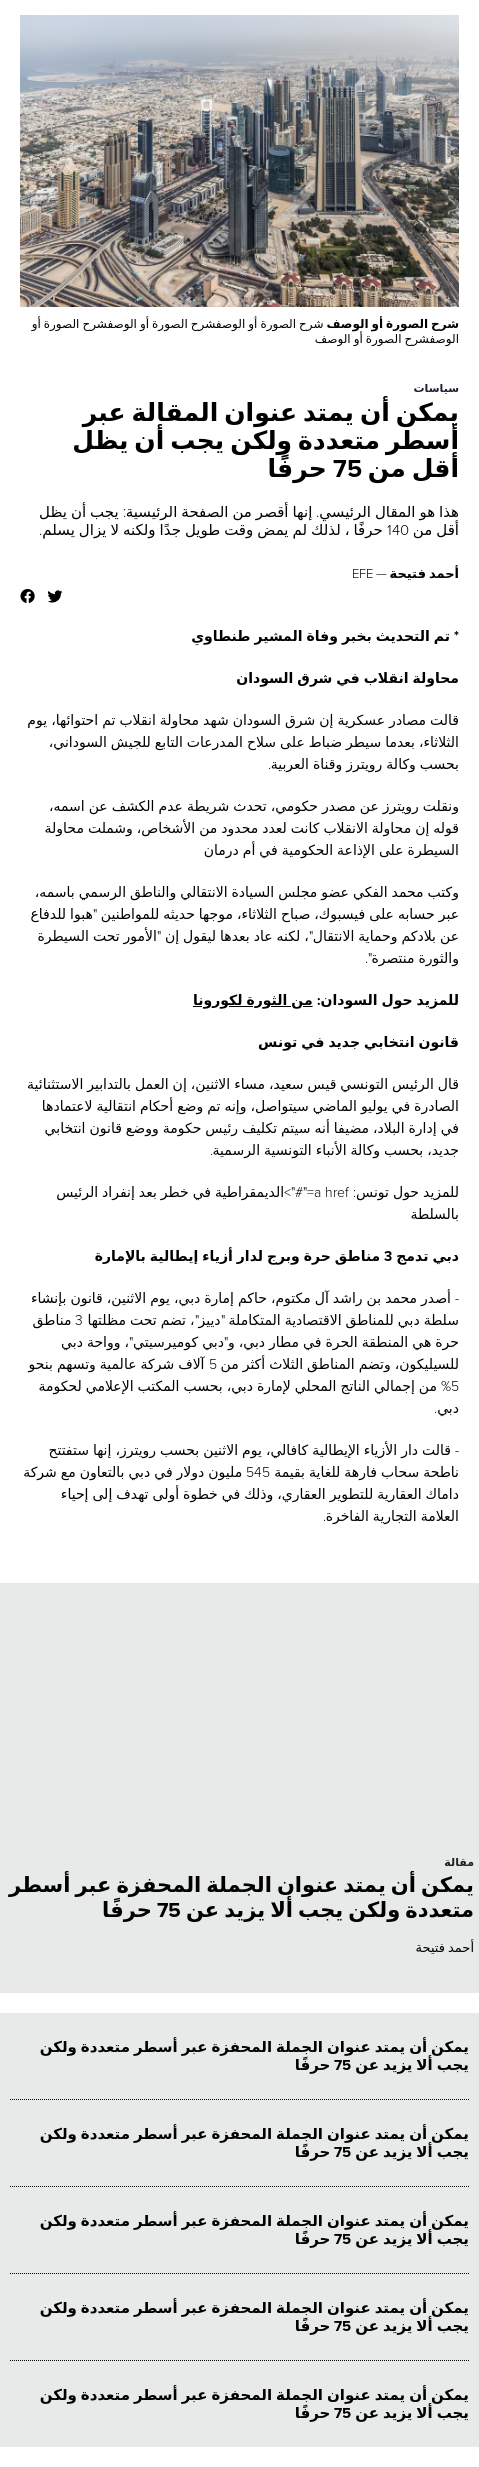 شرح الصورة أو الوصف شرح الصورة أو الوصفشرح الصورة أو الوصفشرح الصورة أو
الوصفشرح الصورة أو الوصف
سياسات
يمكن أن يمتد عنوان المقالة عبر
أسطر متعددة ولكن يجب أن يظل
أقل من 75 حرفًا
هذا هو المقال الرئيسي. إنها أقصر من الصفحة الرئيسية: يجب أن يظل
أقل من 140 حرفًا ، لذلك لم يمض وقت طويل جدًا ولكنه لا يزال يسلم.
أحمد فتيحة — EFE
* تم التحديث بخبر وفاة المشير طنطاوي
محاولة انقلاب في شرق السودان
قالت مصادر عسكرية إن شرق السودان شهد محاولة انقلاب تم احتوائها، يوم
الثلاثاء، بعدما سيطر ضباط على سلاح المدرعات التابع للجيش السوداني،
بحسب وكالة رويترز وقناة العربية.
ونقلت رويترز عن مصدر حكومي، تحدث شريطة عدم الكشف عن اسمه،
قوله إن محاولة الانقلاب كانت لعدد محدود من الأشخاص، وشملت محاولة
السيطرة على الإذاعة الحكومية في أم درمان
وكتب محمد الفكي عضو مجلس السيادة الانتقالي والناطق الرسمي باسمه،
عبر حسابه على فيسبوك، صباح الثلاثاء، موجها حديثه للمواطنين "هبوا للدفاع
عن بلادكم وحماية الانتقال"، لكنه عاد بعدها ليقول إن "الأمور تحت السيطرة
والثورة منتصرة".
للمزيد حول السودان: من الثورة لكورونا
قانون انتخابي جديد في تونس
قال الرئيس التونسي قيس سعيد، مساء الاثنين، إن العمل بالتدابير الاستثنائية
الصادرة في يوليو الماضي سيتواصل، وإنه تم وضع أحكام انتقالية لاعتمادها
في إدارة البلاد، مضيفا أنه سيتم تكليف رئيس حكومة ووضع قانون انتخابي
جديد، بحسب وكالة الأنباء التونسية الرسمية.
للمزيد حول تونس: a href="#">الديمقراطية في خطر بعد إنفراد الرئيس
بالسلطة
دبي تدمج 3 مناطق حرة وبرج لدار أزياء إيطالية بالإمارة
- أصدر محمد بن راشد آل مكتوم، حاكم إمارة دبي، يوم الاثنين، قانون بإنشاء
سلطة دبي للمناطق الاقتصادية المتكاملة "دييز"، تضم تحت مظلتها 3 مناطق
حرة هي المنطقة الحرة في مطار دبي، و"دبي كوميرسيتي"، وواحة دبي
للسيليكون، وتضم المناطق الثلاث أكثر من 5 آلاف شركة عالمية وتسهم بنحو
5% من إجمالي الناتج المحلي لإمارة دبي، بحسب المكتب الإعلامي لحكومة
دبي.
- قالت دار الأزياء الإيطالية كافالي، يوم الاثنين بحسب رويترز، إنها ستفتتح
ناطحة سحاب فارهة للغاية بقيمة 545 مليون دولار في دبي بالتعاون مع شركة
داماك العقارية للتطوير العقاري، وذلك في خطوة أولى تهدف إلى إحياء
العلامة التجارية الفاخرة.
مقالة
يمكن أن يمتد عنوان الجملة المحفزة عبر أسطر
متعددة ولكن يجب ألا يزيد عن 75 حرفًا
أحمد فتيحة
يمكن أن يمتد عنوان الجملة المحفزة عبر أسطر متعددة ولكن
يجب ألا يزيد عن 75 حرفًا
يمكن أن يمتد عنوان الجملة المحفزة عبر أسطر متعددة ولكن
يجب ألا يزيد عن 75 حرفًا
يمكن أن يمتد عنوان الجملة المحفزة عبر أسطر متعددة ولكن
يجب ألا يزيد عن 75 حرفًا
يمكن أن يمتد عنوان الجملة المحفزة عبر أسطر متعددة ولكن
يجب ألا يزيد عن 75 حرفًا
يمكن أن يمتد عنوان الجملة المحفزة عبر أسطر متعددة ولكن
يجب ألا يزيد عن 75 حرفًا